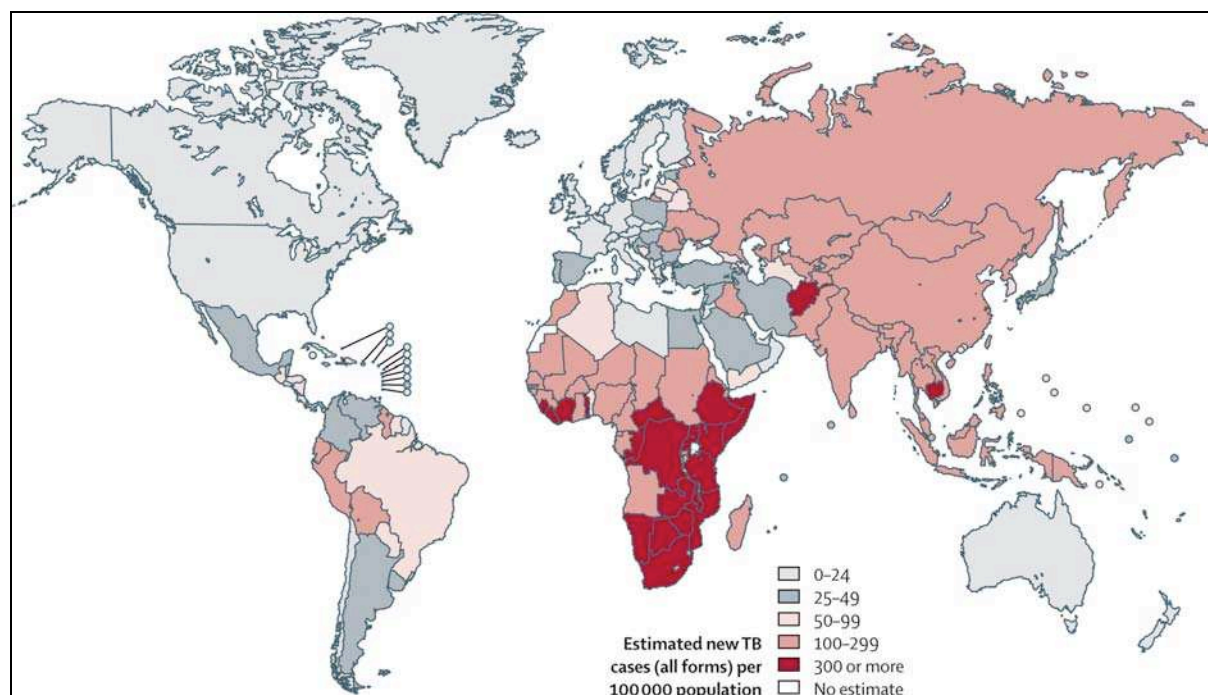 0–24
25–49
50–99
Estimated new TB 100–299
cases (all forms) per 300 or more
100 000 population No estimate